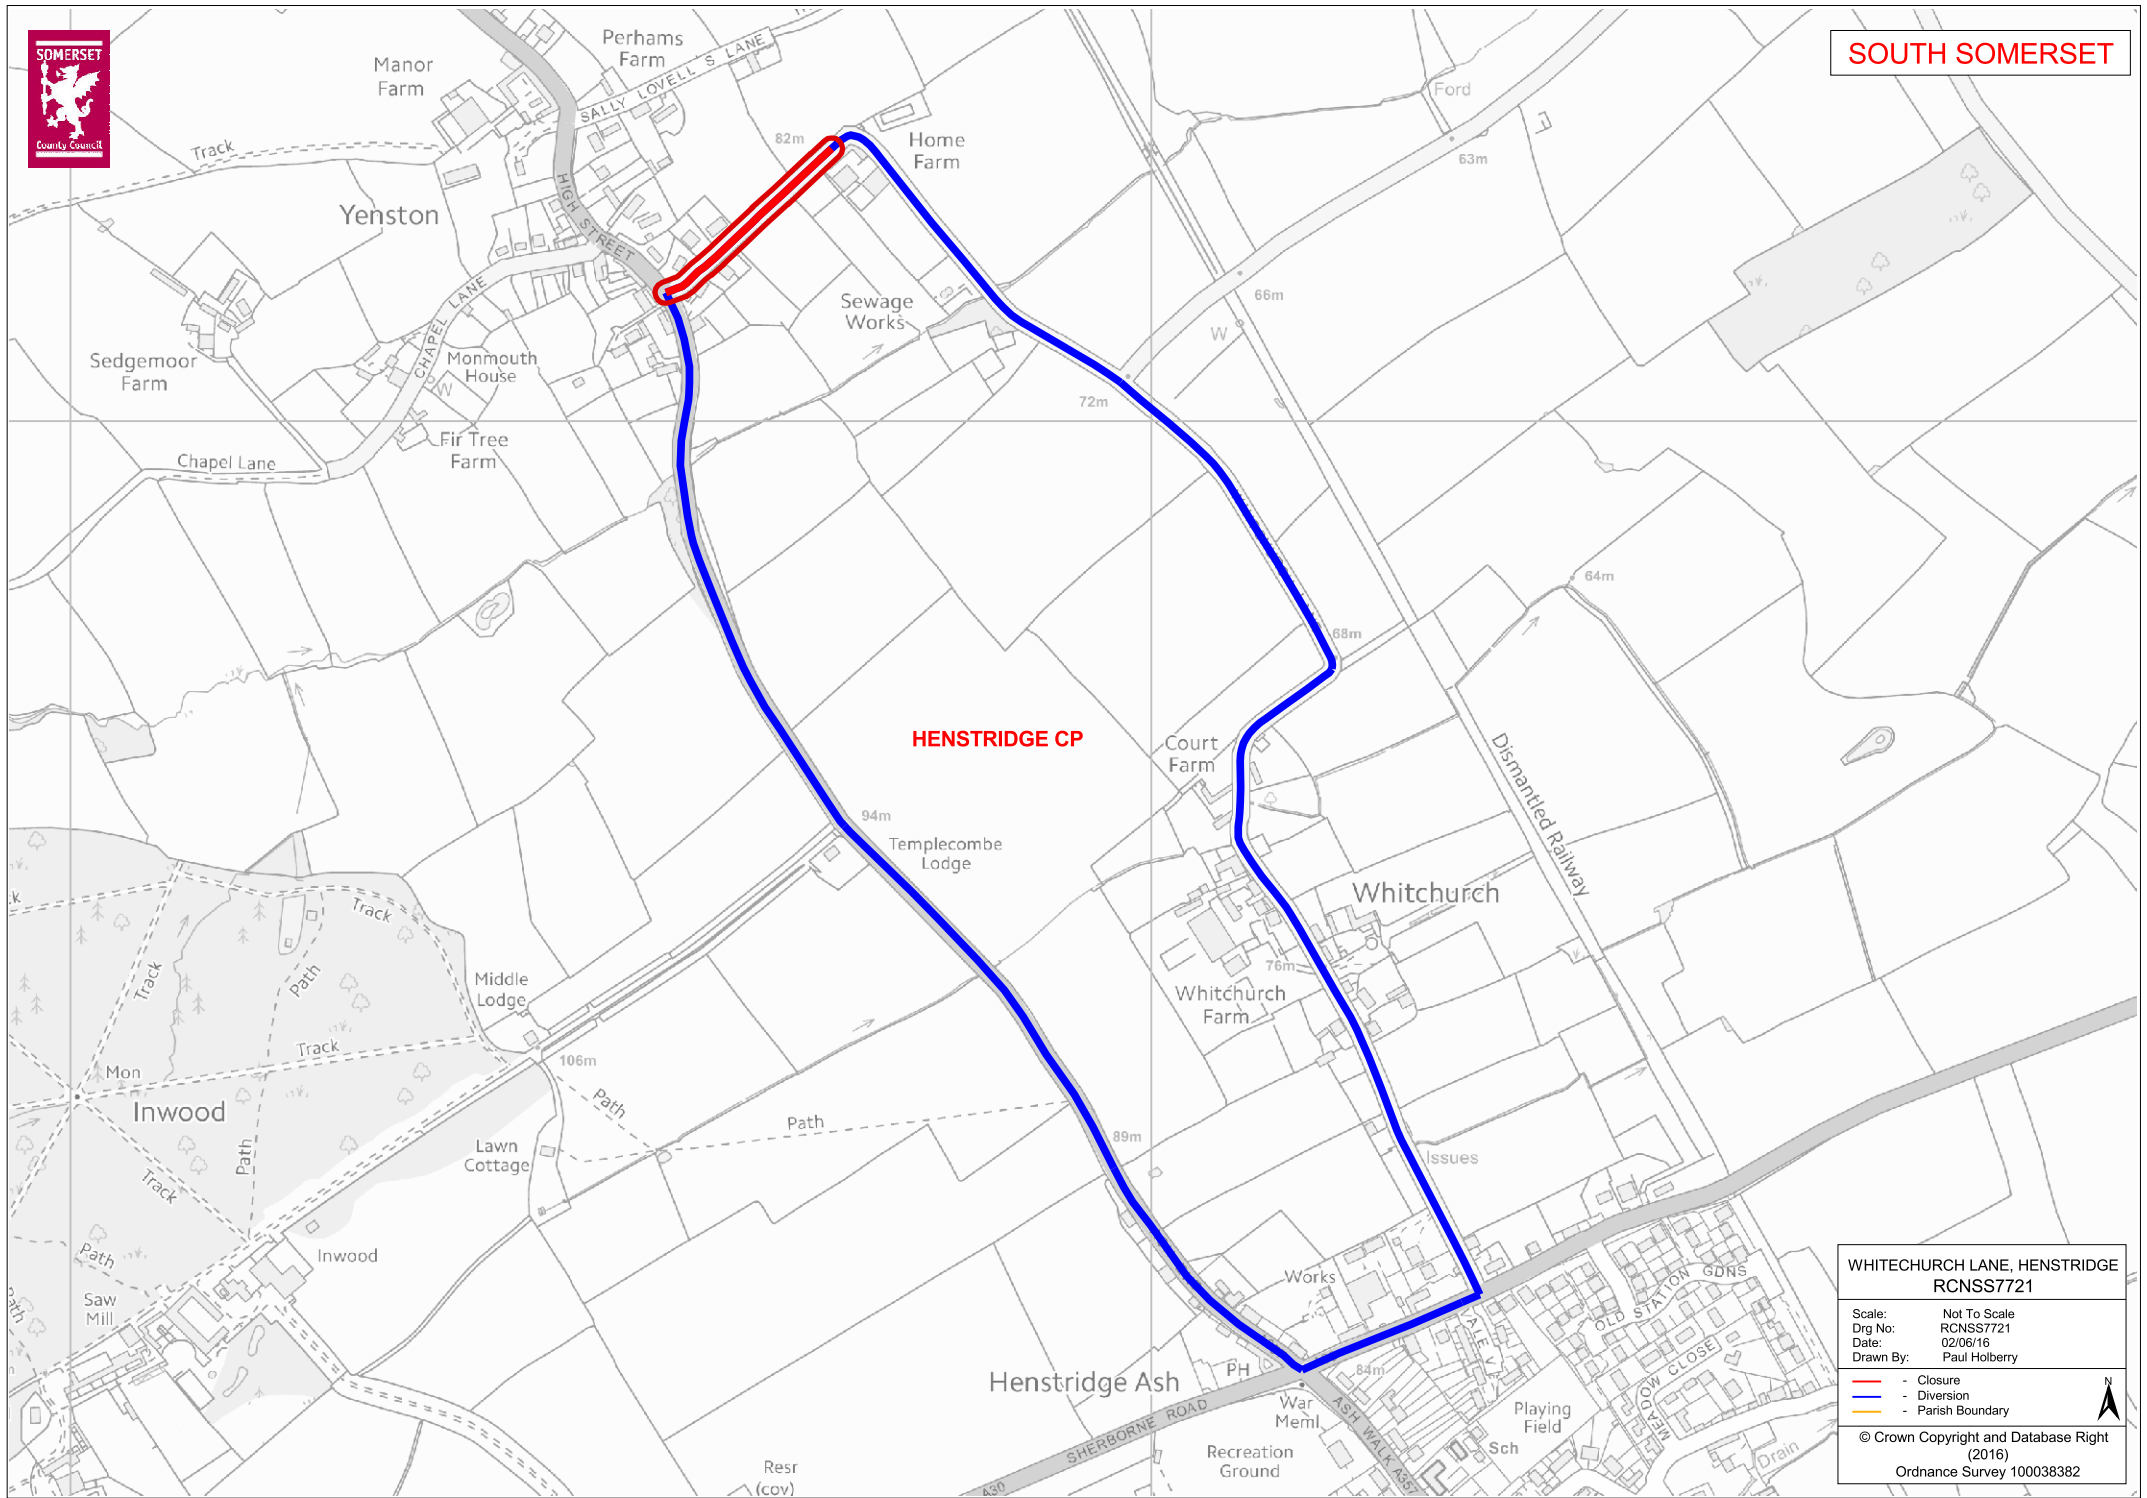 SOMERSET
County Council
SOUTH SOMERSET
Manor
Farm
Perhams
Farm
SALLY LOVELL S LANE
Track
82m
Home
Farm
Ford
63m
HIGH STREET
Yenston
CHAPEL LANE
Sedgemoor
Farm
Monmouth
House
W
Sewage
Works
66m
W
72m
Fir Tree
Farm
Chapel Lane
64m
68m
HENSTRIDGE CP
Court
Farm
Dismantled Railway
94m
Templecombe
Lodge
Whitchurch
Track
Track
Path
Middle
Lodge
76m
Whitchurch
Farm
Track
106m
Mon
Inwood
Path
Path
Path
Lawn
Cottage
89m
Issues
Track
Path
Inwood
Path
Saw
Mill
Works
OLD STATION GDNS
VALE V
MEADOW CLOSE
PH
84m
Henstridge Ash
War
Meml
SHERBORNE ROAD
A30
ASH WALK A357
Playing
Field
Sch
Recreation
Ground
Resr
(cov)
Drain
WHITECHURCH LANE, HENSTRIDGE
RCNSS7721
Scale: Not To Scale
Drg No: RCNSS7721
Date: 02/06/16
Drawn By: Paul Holberry
- Closure
- Diversion
- Parish Boundary
N
© Crown Copyright and Database Right
(2016)
Ordnance Survey 100038382